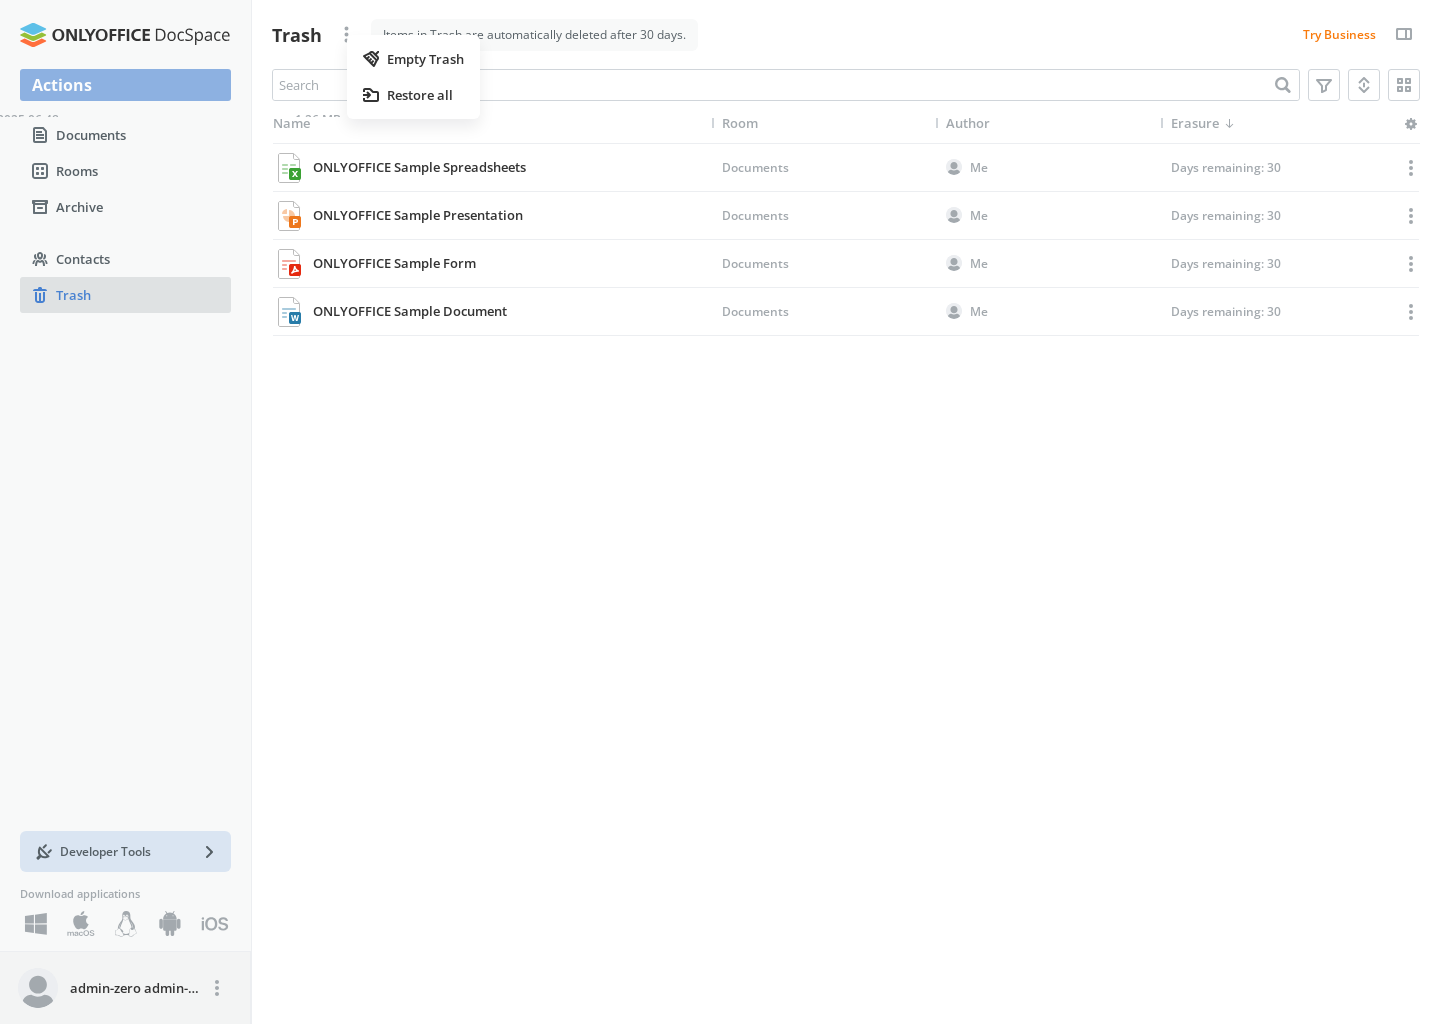 ONLYOFFICE DocSpace
Actions
Documents
Rooms
Archive
Contacts
Trash
Developer Tools
Download applications
macOS
iOS
admin-zero admin-...
Trash
Items in Trash are automatically deleted after 30 days.
Try Business
Empty Trash
Restore all
Search
Name
Room
Author
Erasure
ONLYOFFICE Sample Spreadsheets
Documents
Me
Days remaining: 30
ONLYOFFICE Sample Presentation
Documents
Me
Days remaining: 30
ONLYOFFICE Sample Form
Documents
Me
Days remaining: 30
ONLYOFFICE Sample Document
Documents
Me
Days remaining: 30